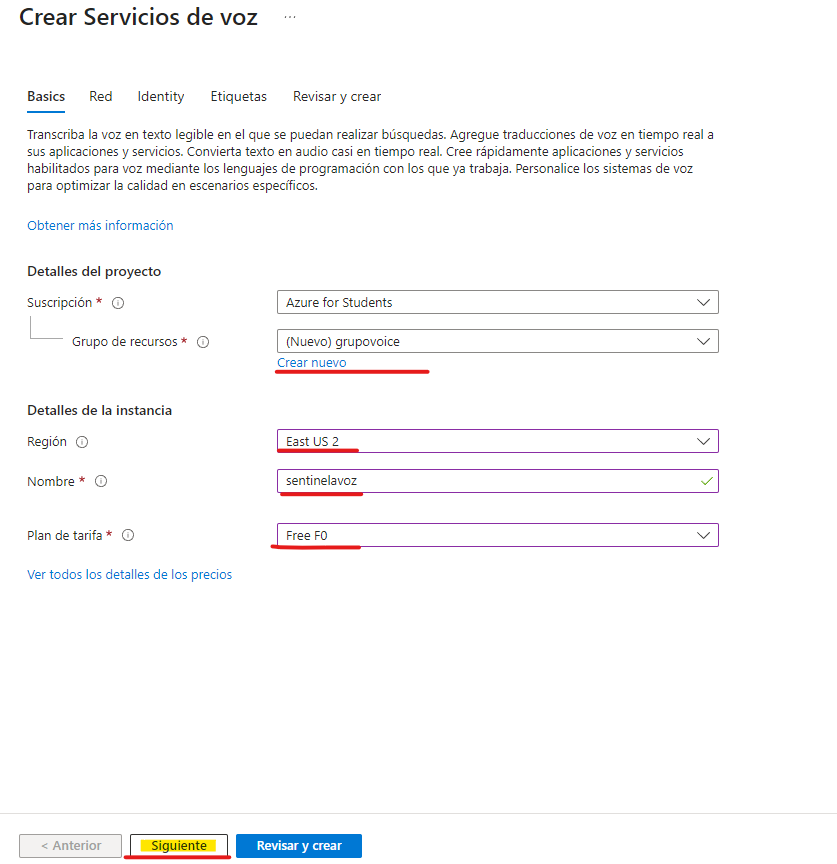 Crear Servicios de voz ...
Basics Red Identity Etiquetas Revisar y crear
Transcriba la voz en texto legible en el que se puedan realizar búsquedas. Agregue traducciones de voz en tiempo real a
sus aplicaciones y servicios. Convierta texto en audio casi en tiempo real. Cree rápidamente aplicaciones y servicios
habilitados para voz mediante los lenguajes de programación con los que ya trabaja. Personalice los sistemas de voz
para optimizar la calidad en escenarios específicos.
Obtener más información
Detalles del proyecto
Suscripción * Azure for Students
Grupo de recursos * (Nuevo) grupovoice
Crear nuevo
Detalles de la instancia
Región East US 2
Nombre * sentinelavoz
Plan de tarifa * Free F0
Ver todos los detalles de los precios
< Anterior Siguiente Revisar y crear